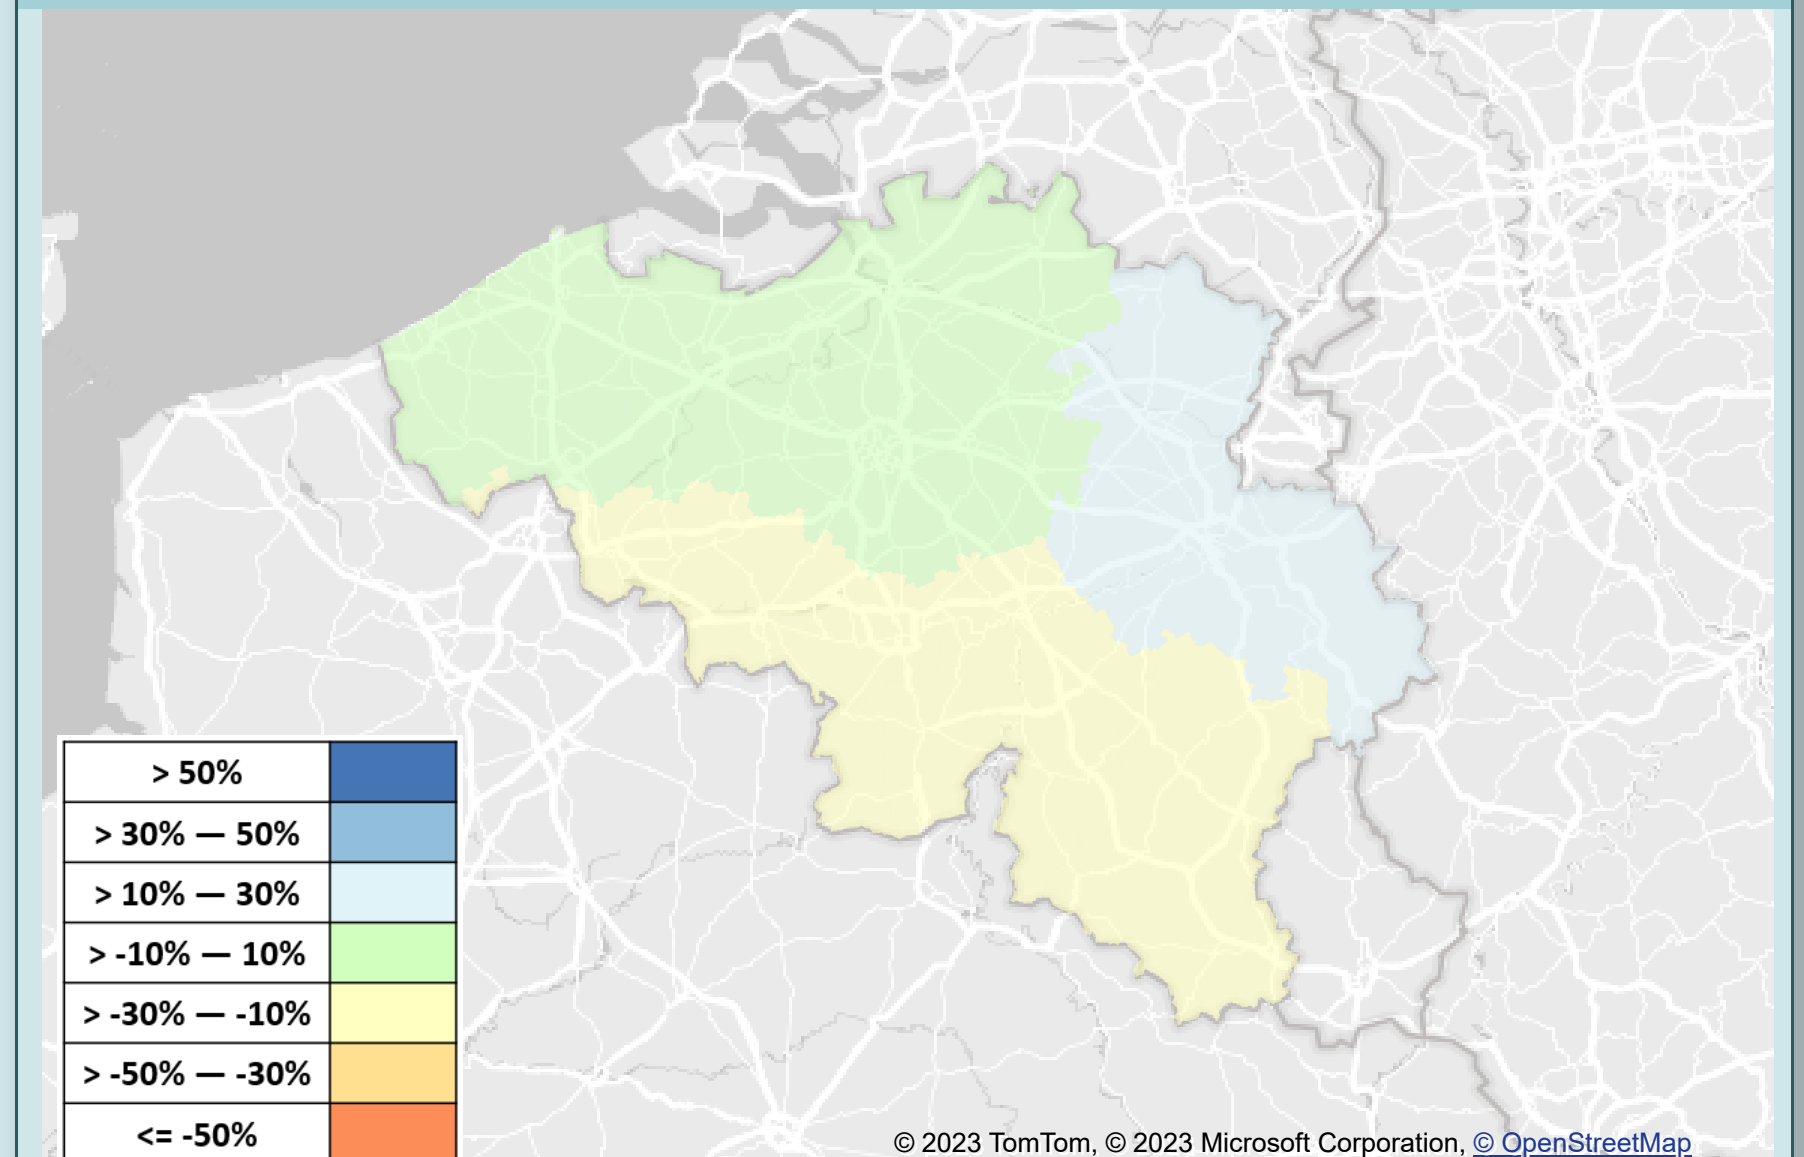 > 50%
> 30% — 50%
> 10% — 30%
> -10% — 10%
> -30% — -10%
> -50% — -30%
<= -50%
© 2023 TomTom, © 2023 Microsoft Corporation, © OpenStreetMap